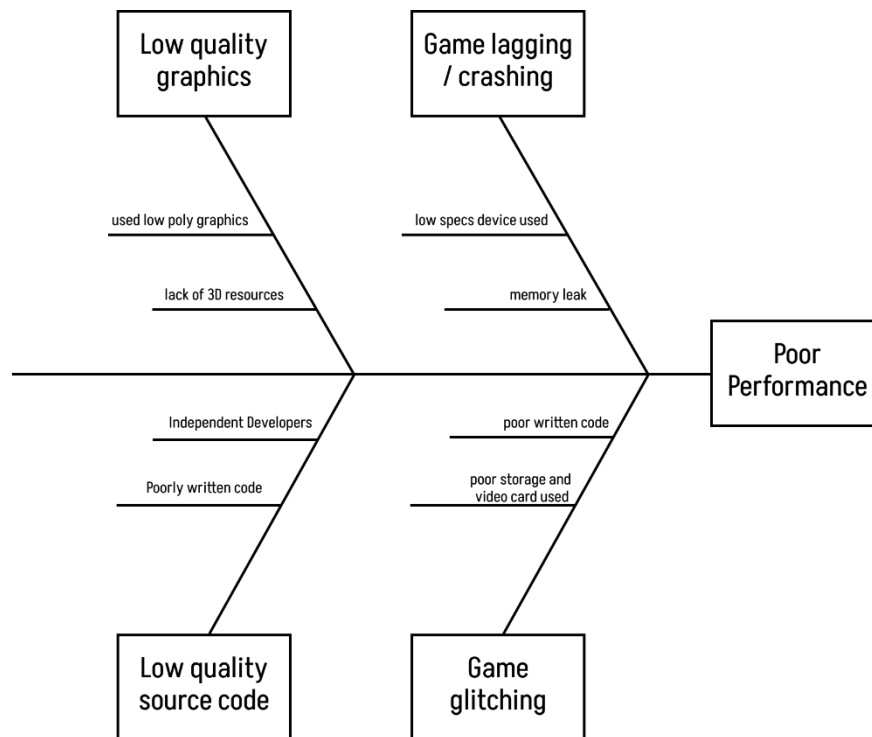 Low quality
graphics
Game lagging
/ crashing
used low poly graphics
low specs device used
lack of 3D resources
memory leak
Poor
Performance
Independent Developers
poor written code
Poorly written code
poor storage and
video card used
Low quality
source code
Game
glitching